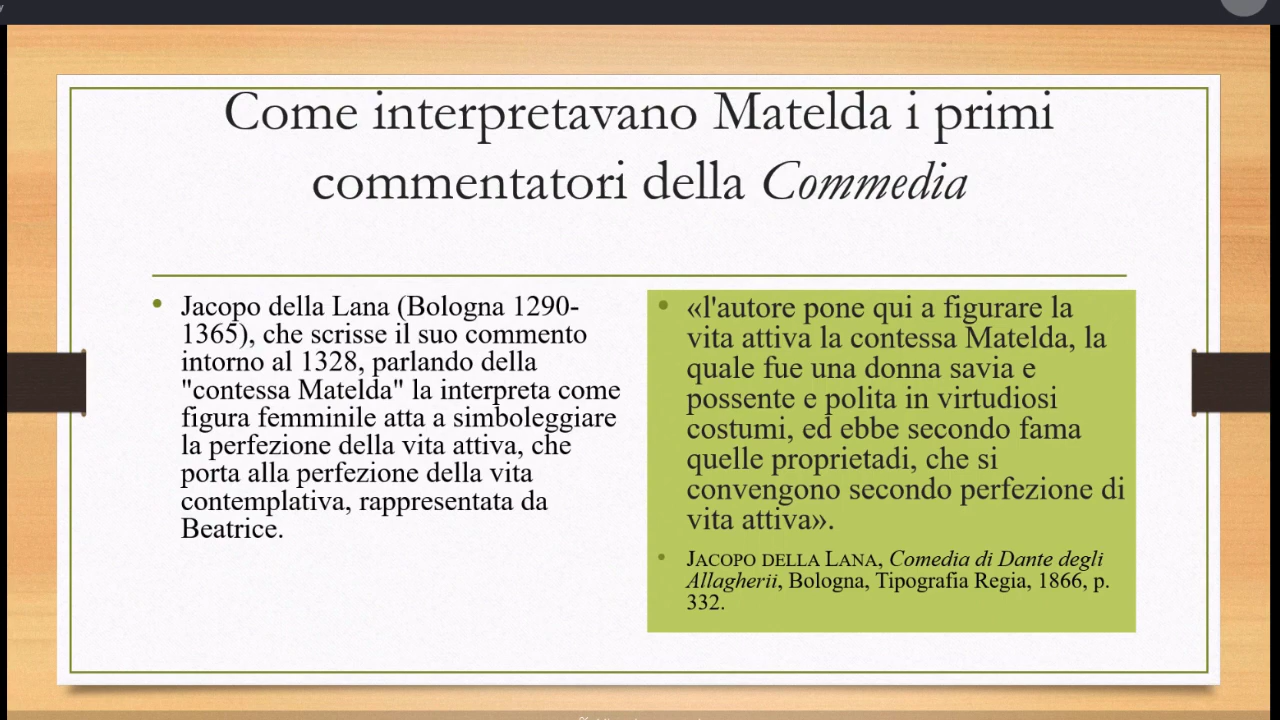 Come interpretavano Matelda i primi
commentatori della Commedia
• Jacopo della Lana (Bologna 1290-
1365), che scrisse il suo commento
intorno al 1328, parlando della
"contessa Matelda" la interpreta come
figura femminile atta a simboleggiare
la perfezione della vita attiva, che
porta alla perfezione della vita
contemplativa, rappresentata da
Beatrice.
• «l'autore pone qui a figurare la
vita attiva la contessa Matelda, la
quale fue una donna savia e
possente e polita in virtudiosi
costumi, ed ebbe secondo fama
quelle proprietadi, che si
convengono secondo perfezione di
vita attiva».
• JACOPO DELLA LANA, Comedia di Dante degli
Allagherii, Bologna, Tipografia Regia, 1866, p.
332.